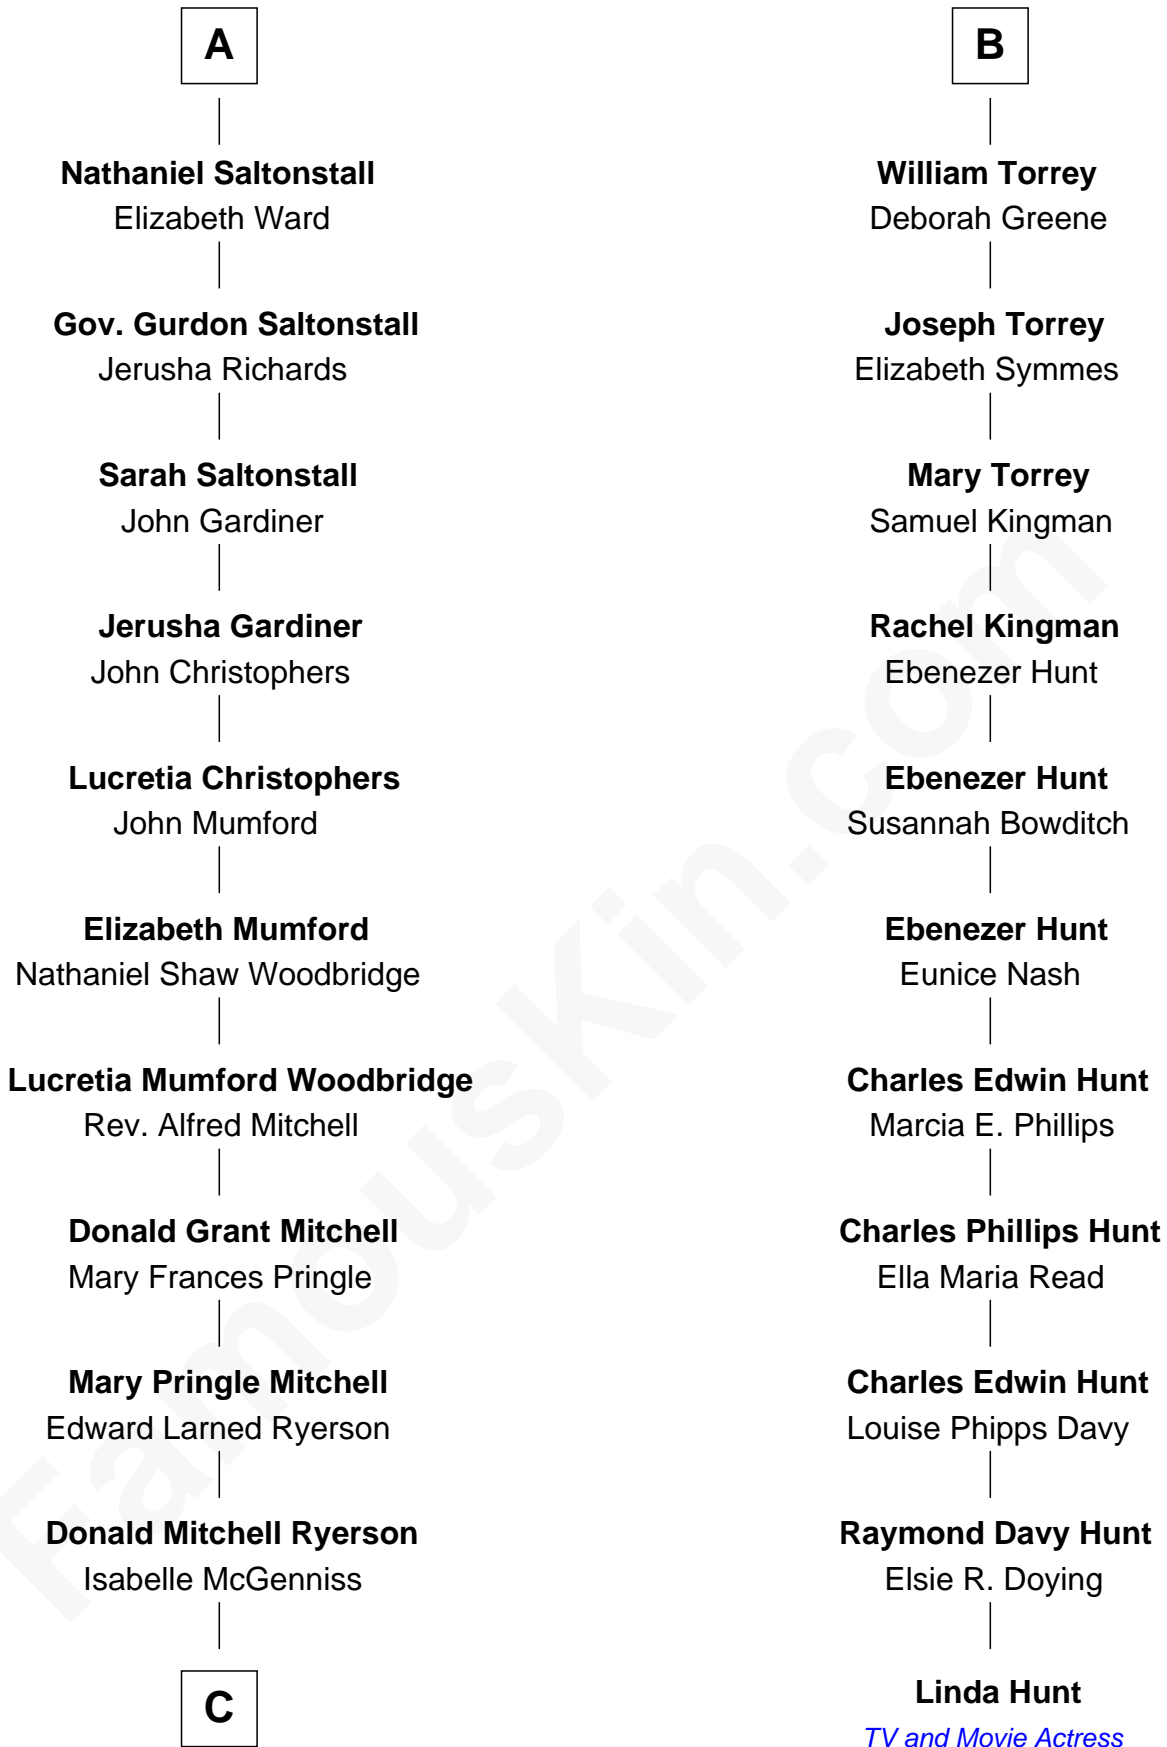 A
Nathaniel Saltonstall
Elizabeth Ward
Gov. Gurdon Saltonstall
Jerusha Richards
Sarah Saltonstall
John Gardiner
Jerusha Gardiner
John Christophers
Lucretia Christophers
John Mumford
Elizabeth Mumford
Nathaniel Shaw Woodbridge
Lucretia Mumford Woodbridge
Rev. Alfred Mitchell
Donald Grant Mitchell
Mary Frances Pringle
Mary Pringle Mitchell
Edward Larned Ryerson
Donald Mitchell Ryerson
Isabelle McGenniss
C
B
William Torrey
Deborah Greene
Joseph Torrey
Elizabeth Symmes
Mary Torrey
Samuel Kingman
Rachel Kingman
Ebenezer Hunt
Ebenezer Hunt
Susannah Bowditch
Ebenezer Hunt
Eunice Nash
Charles Edwin Hunt
Marcia E. Phillips
Charles Phillips Hunt
Ella Maria Read
Charles Edwin Hunt
Louise Phipps Davy
Raymond Davy Hunt
Elsie R. Doying
Linda Hunt
TV and Movie Actress
FamousKin.com